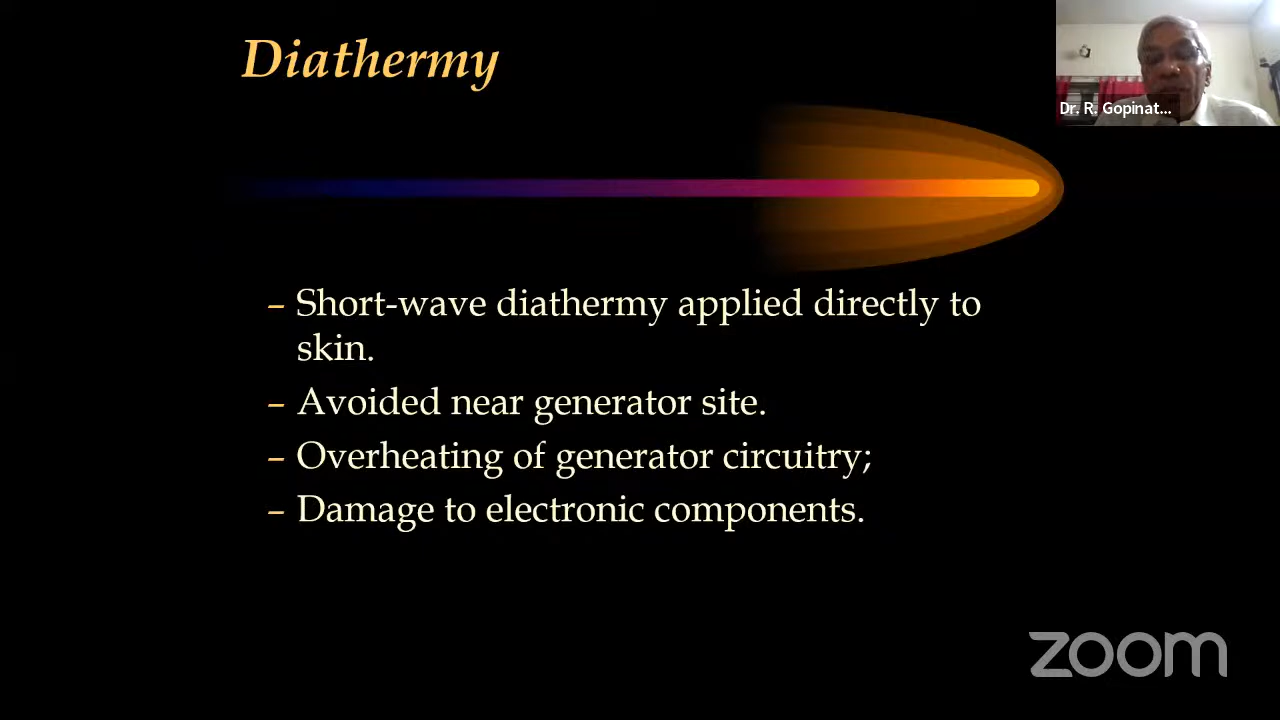 Diathermy
Dr. R. Gopinat...
– Short-wave diathermy applied directly to
skin.
– Avoided near generator site.
– Overheating of generator circuitry;
– Damage to electronic components.
zoom